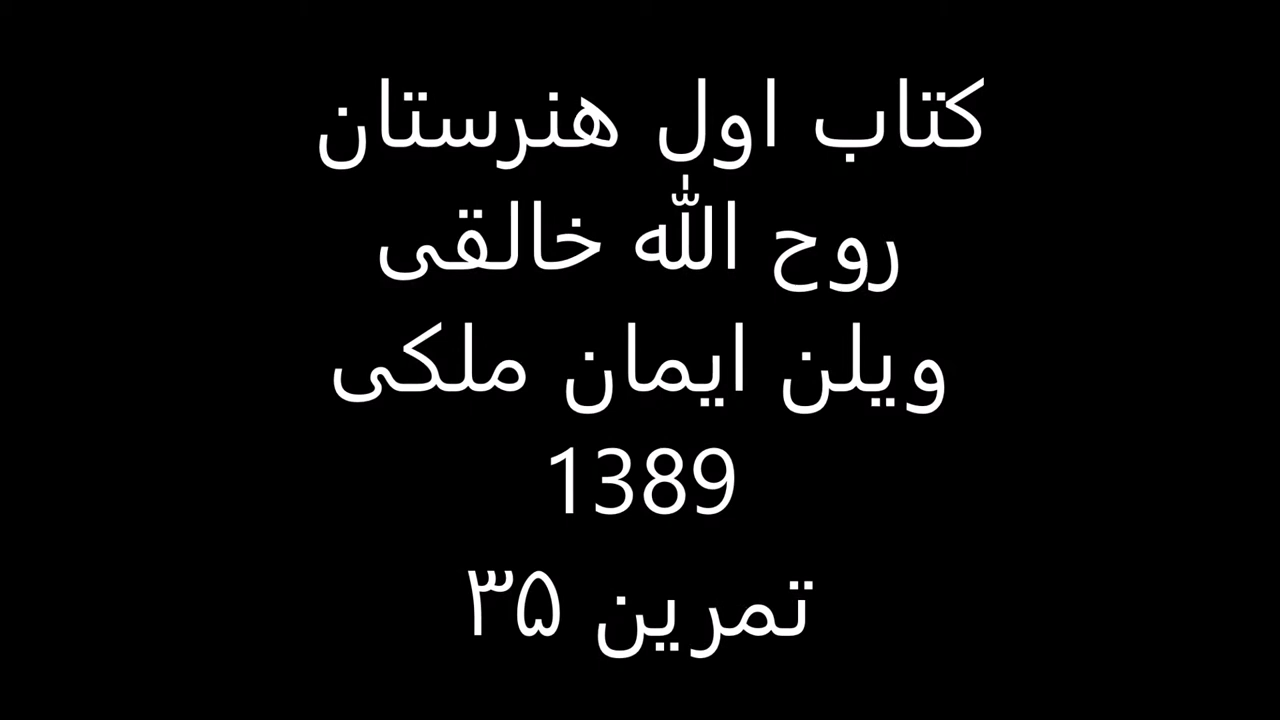 کتاب اول هنرستان
روح الله خالقی
ویلن ایمان ملکی
1389
تمرین ۳۵